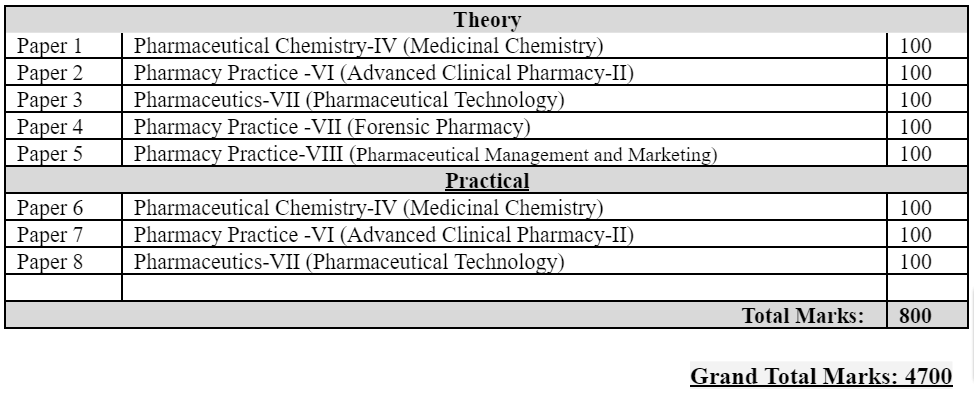 Theory
Paper 1 Pharmaceutical Chemistry-IV (Medicinal Chemistry) 100
Paper 2 Pharmacy Practice -VI (Advanced Clinical Pharmacy-II) 100
Paper 3 Pharmaceutics-VII (Pharmaceutical Technology) 100
Paper 4 Pharmacy Practice -VII (Forensic Pharmacy) 100
Paper 5 Pharmacy Practice-VIII (Pharmaceutical Management and Marketing) 100
Practical
Paper 6 Pharmaceutical Chemistry-IV (Medicinal Chemistry) 100
Paper 7 Pharmacy Practice -VI (Advanced Clinical Pharmacy-II) 100
Paper 8 Pharmaceutics-VII (Pharmaceutical Technology) 100
Total Marks: 800
Grand Total Marks: 4700